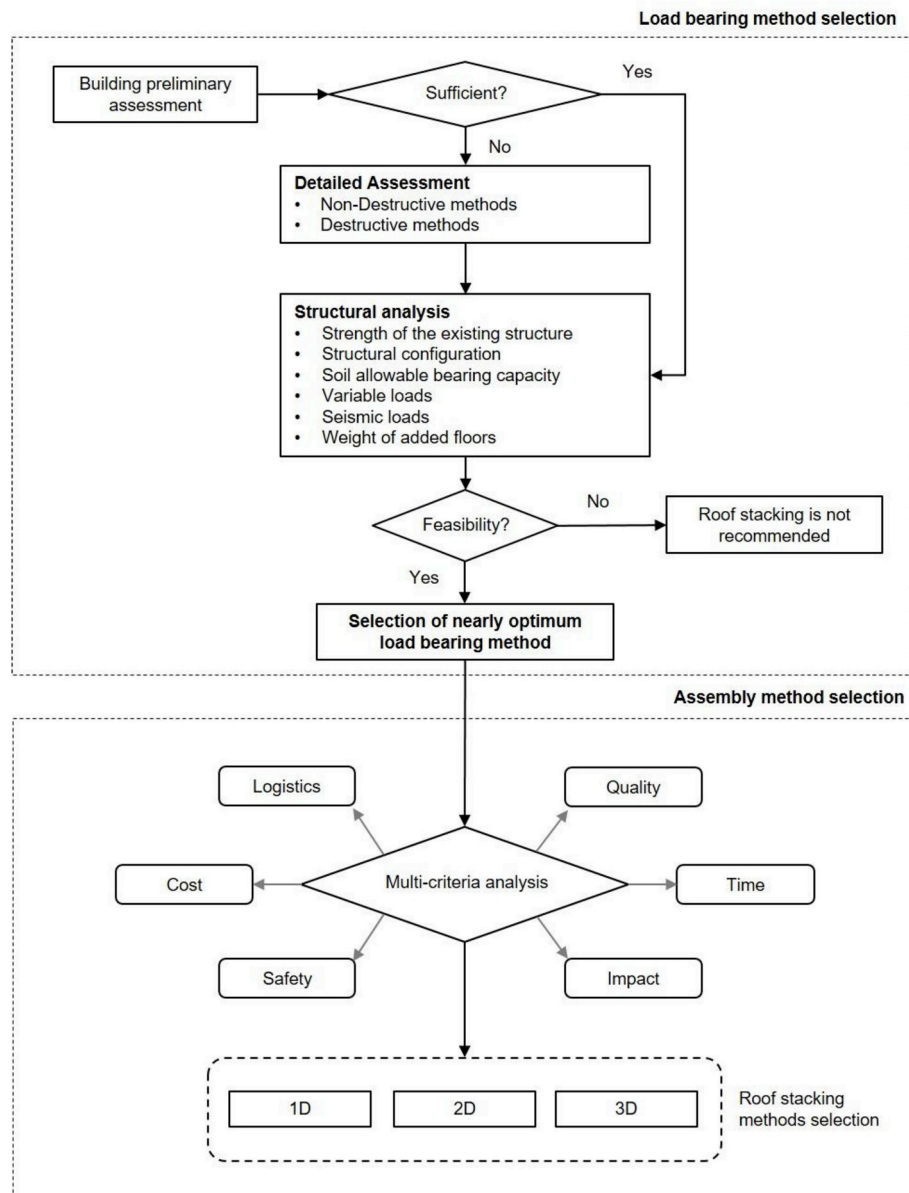 Load bearing method selection
Building preliminary
assessment
Sufficient?
Yes
No
Detailed Assessment
• Non-Destructive methods
• Destructive methods
Structural analysis
• Strength of the existing structure
• Structural configuration
• Soil allowable bearing capacity
• Variable loads
• Seismic loads
• Weight of added floors
Feasibility?
No
Roof stacking is not
recommended
Yes
Selection of nearly optimum
load bearing method
Assembly method selection
Logistics
Quality
Cost
Multi-criteria analysis
Time
Safety
Impact
1D
2D
3D
Roof stacking
methods selection